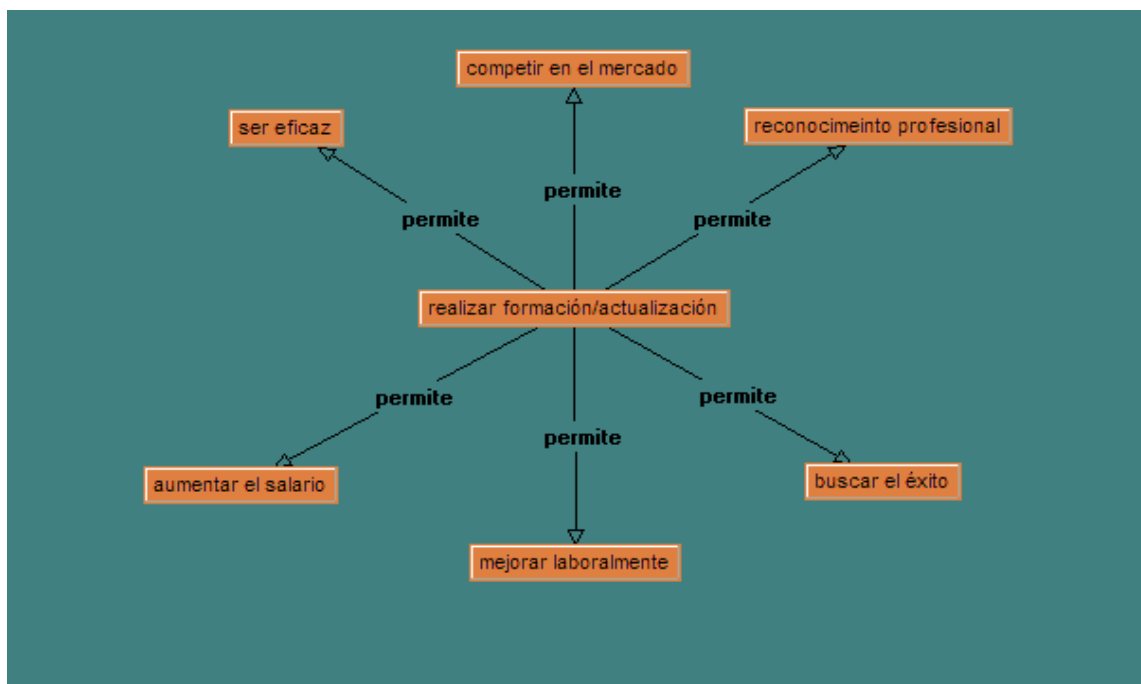 competir en el mercado
ser eficaz
reconocimeinto profesional
permite
permite
permite
realizar formación/actualización
permite
permite
permite
aumentar el salario
buscar el éxito
mejorar laboralmente